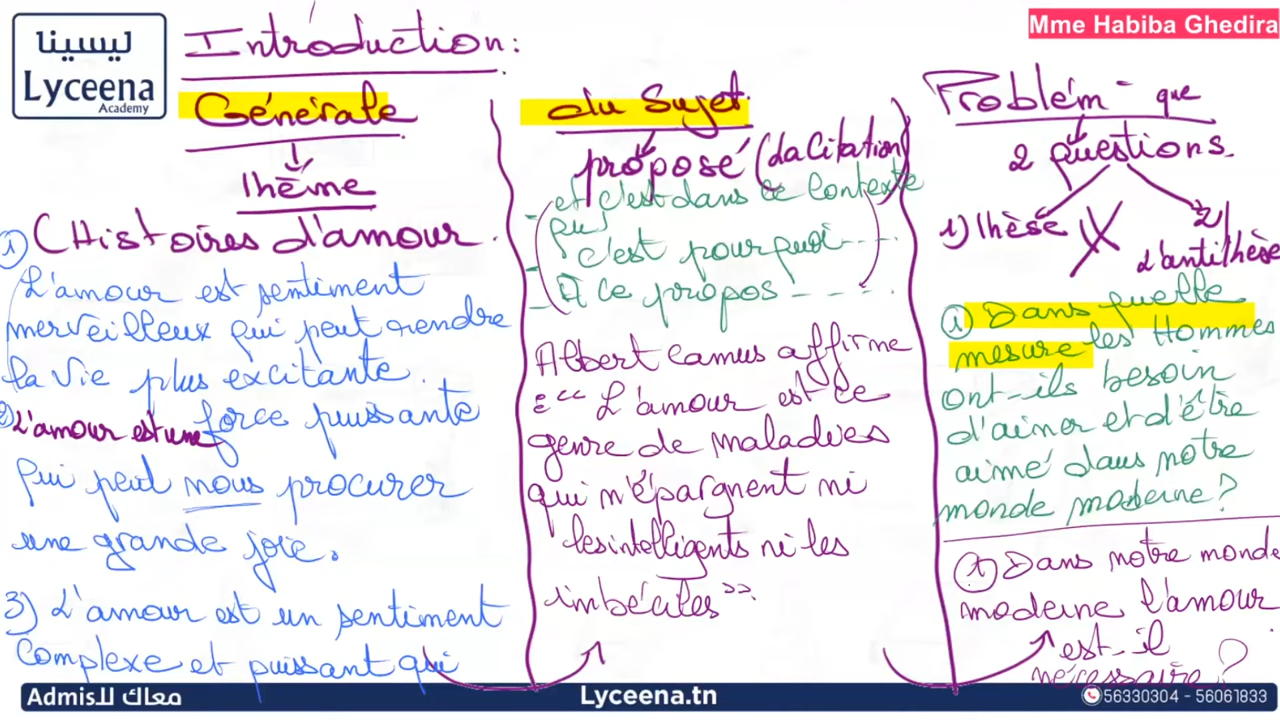 ليسينا
Lyceena
Academy
Mme Habiba Ghedira
Introduction:
Générale
Thème
(Histoires d'amour.
1) L'amour est sentiment
merveilleux qui peut rendre
la vie plus excitante.
2) L'amour est une force puissante
qui peut nous procurer
une grande joie.
3) L'amour est un sentiment
complexe et puissant qui
du Sujet
proposé (la Citation)
- et c'est dans ce contexte
que
- c'est pourquoi ....
- À ce propos ----
Albert Camus affirme
: "L'amour est ce
genre de maladies
qui n'épargnent ni
les intelligents ni les
imbéciles".
Problém - que
2 questions.
1) Thèse
2)
L'antithèse
1) Dans quelle
mesure les Hommes
ont-ils besoin
d'aimer et d'être
aimé dans notre
monde moderne?
Dans notre monde
moderne l'amour
est-il
nécessaire?
معاك للـAdmis
Lyceena.tn
56330304 - 56061833